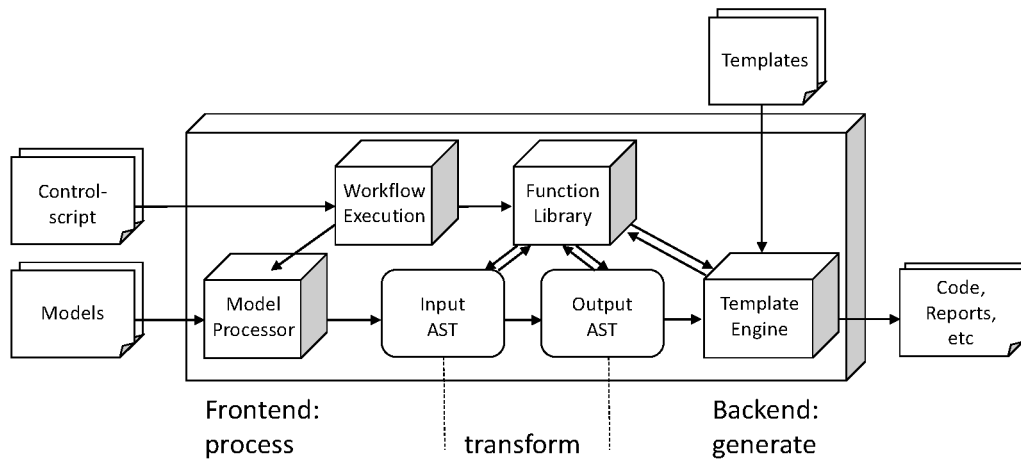 Templates
Control-
script
Workflow
Execution
Function
Library
Models
Model
Processor
Input
AST
Output
AST
Template
Engine
Code,
Reports,
etc
Frontend:
process
transform
Backend:
generate